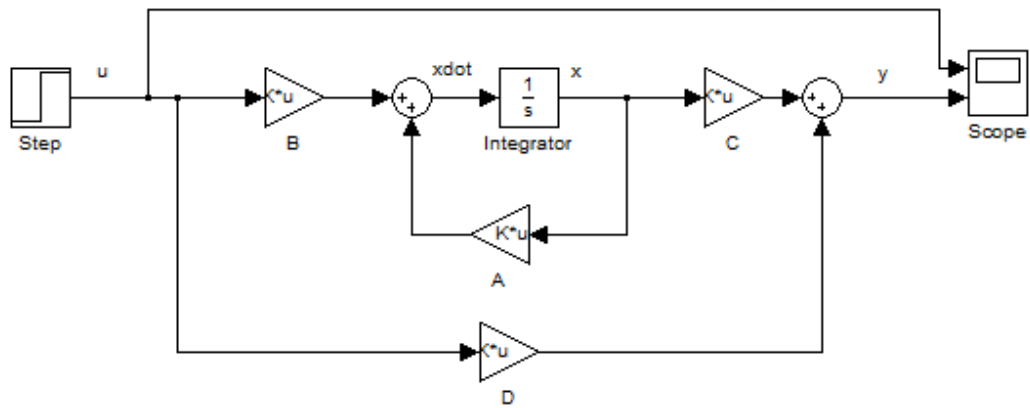 u
xdot
x
y
K*u
+
+
1
s
K*u
+
+
Step
B
Integrator
C
Scope
K*u
A
K*u
D